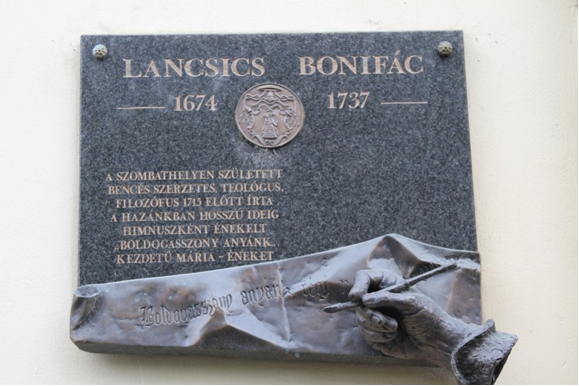 LANCSICS BONIFÁC
1674 1737
A SZOMBATHELYEN SZÜLETETT
BENCÉS SZERZETES, TEOLÓGUS,
FILOZÓFUS 1715 ELŐTT ÍRTA
A HAZÁNKBAN HOSSZÚ IDEIG
HIMNUSZKÉNT ÉNEKELT
„BOLDOGASSZONY ANYÁNK„
KEZDETŰ MÁRIA - ÉNEKET
Boldogasszony anyánk, régi